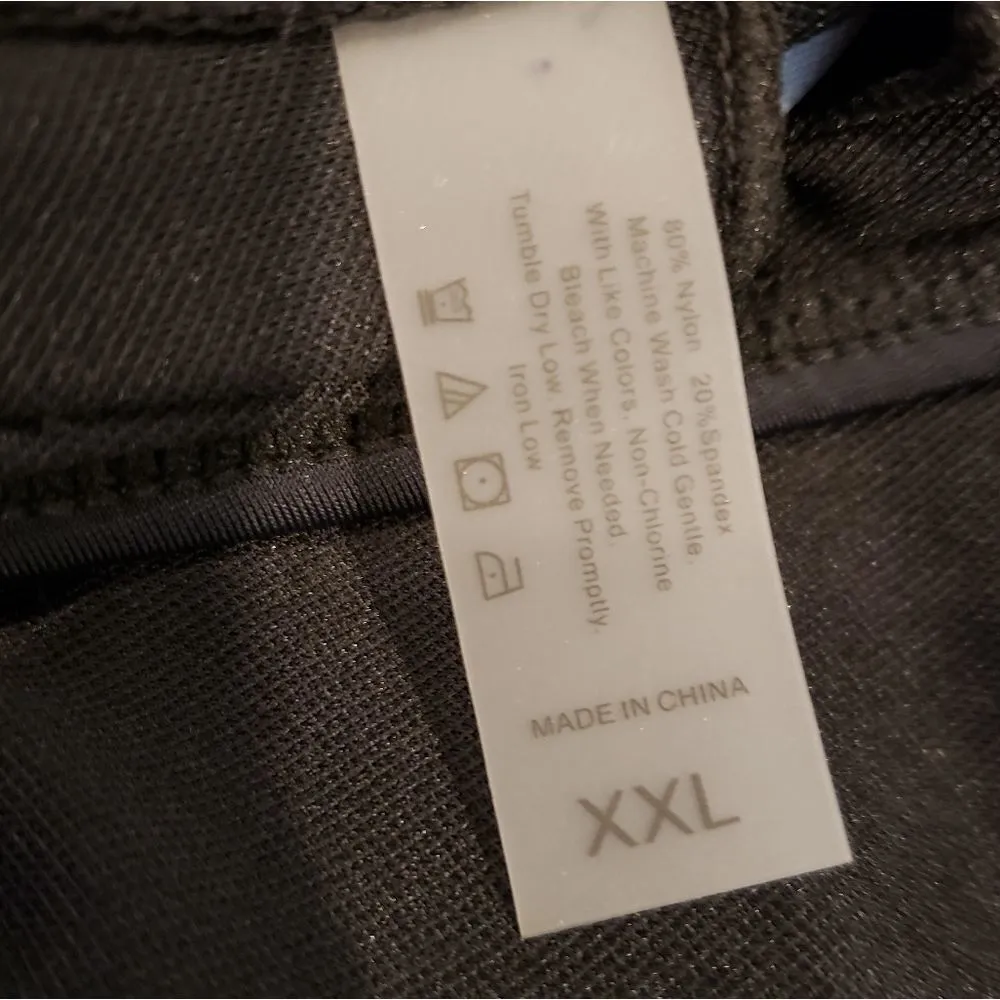 80% Nylon 20%Spandex
Machine Wash Cold Gentle.
With Like Colors, Non-Chlorine
Bleach When Needed.
Tumble Dry Low, Remove Promptly.
Iron Low
MADE IN CHINA
XXL